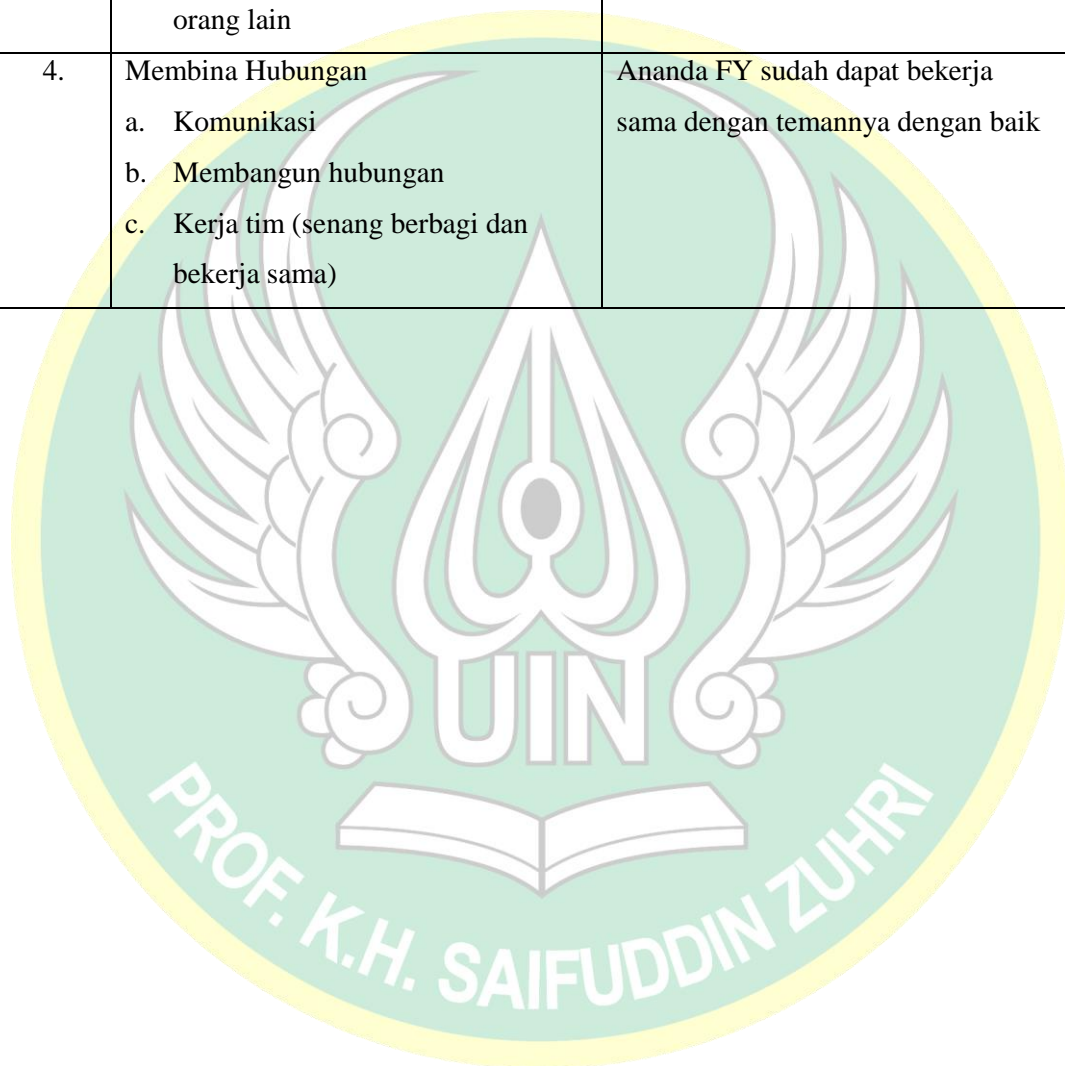 orang lain
4. Membina Hubungan Ananda FY sudah dapat bekerja
a. Komunikasi sama dengan temannya dengan baik
b. Membangun hubungan
c. Kerja tim (senang berbagi dan
bekerja sama)
UIN
PROF. K.H. SAIFUDDIN ZUHRI